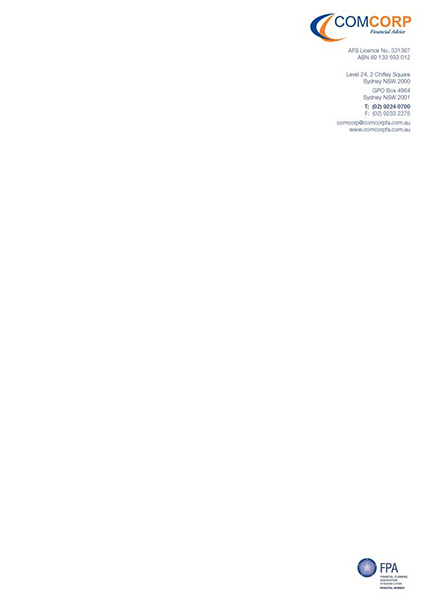 COMCORP
Financial Advice
AFS Licence No. 331367
ABN 89 133 593 012
Level 24, 2 Chifley Square
Sydney NSW 2000
GPO Box 4964
Sydney NSW 2001
T: (02) 9224 0700
F: (02) 9233 2275
comcorp@comcorpfa.com.au
www.comcorpfa.com.au
FPA
FINANCIAL PLANNING
ASSOCIATION
of Australia Limited
PRINCIPAL MEMBER